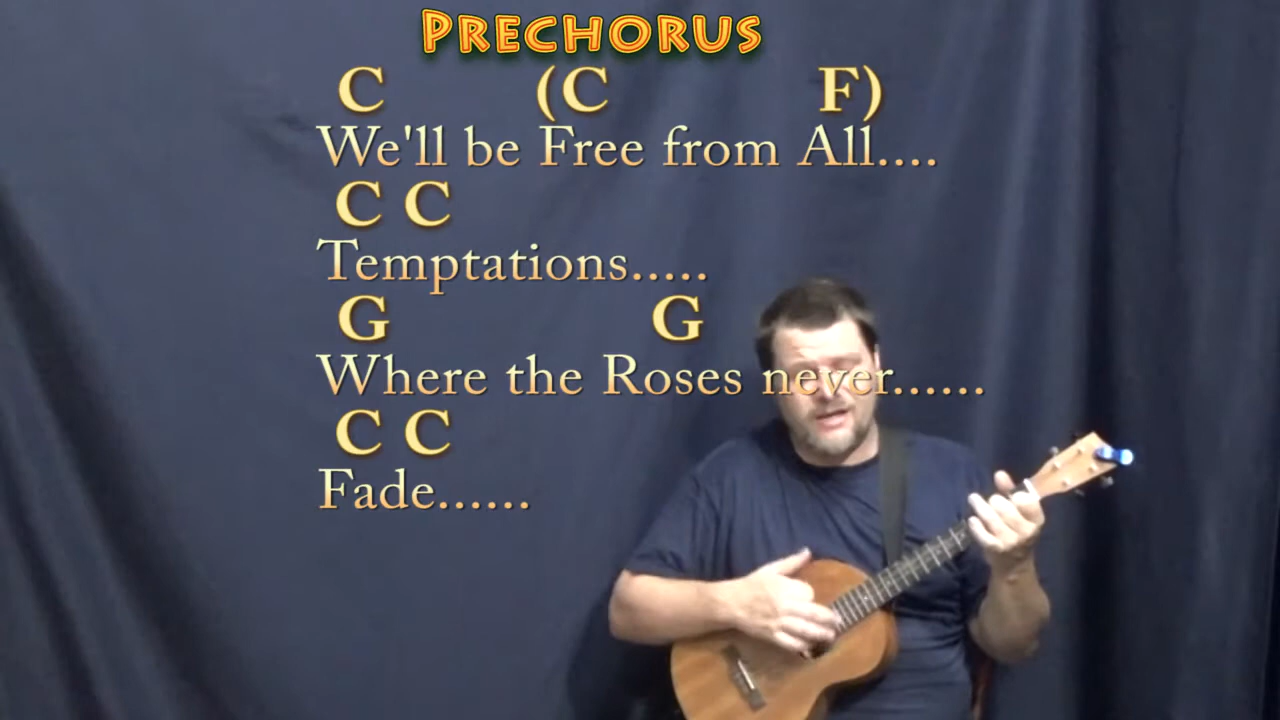 PRECHORUS
C (C F)
We'll be Free from All....
C C
Temptations.....
G G
Where the Roses never......
C C
Fade......